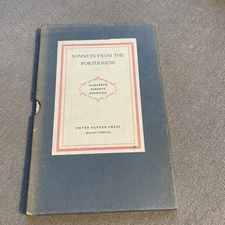 SONNETS FROM THE
PORTUGUESE
ELIZABETH
BARRETT
BROWNING
PETER PAUPER PRESS
MOUNT VERNON